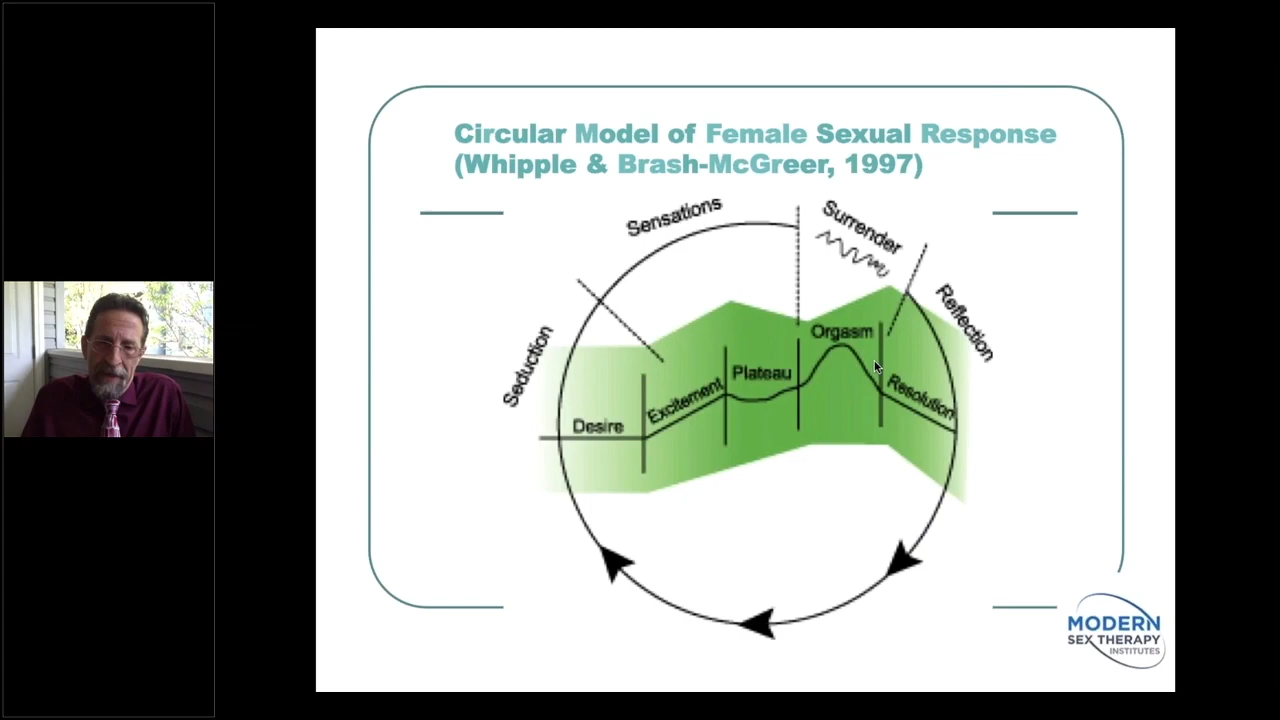 Circular Model of Female Sexual Response
(Whipple & Brash-McGreer, 1997)
Sensations
Surrender
Seduction
Reflection
Orgasm
Plateau
Excitement
Resolution
Desire
MODERN
SEX THERAPY
INSTITUTES